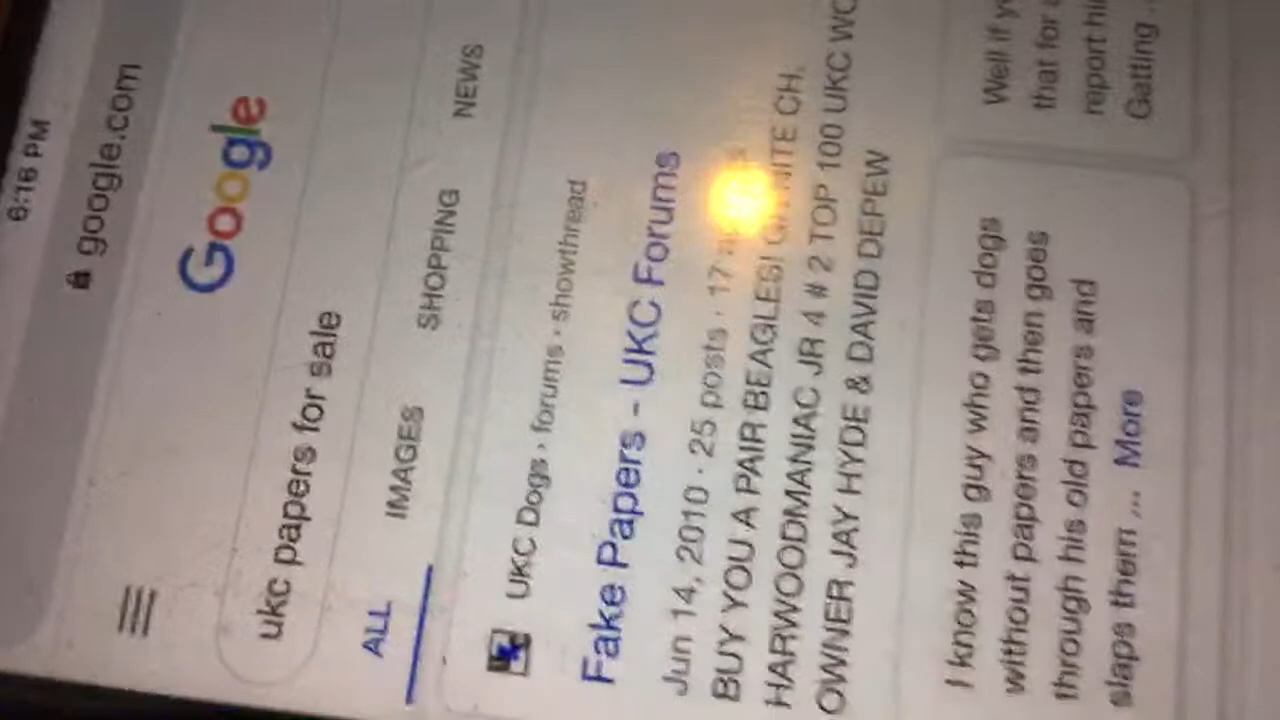 6:16 PM
google.com
Google
ukc papers for sale
ALL IMAGES SHOPPING NEWS
UKC Dogs › forums › showthread
Fake Papers - UKC Forums
Jun 14, 2010 · 25 posts · 17
BUY YOU A PAIR BEAGLES! CH.
HARWOODMANIAC JR 4 # 2 TOP 100 UKC
OWNER JAY HYDE & DAVID DEPEW
I know this guy who gets dogs
without papers and then goes
through his old papers and
slaps them ... More
Well if
that for
report
Gatting